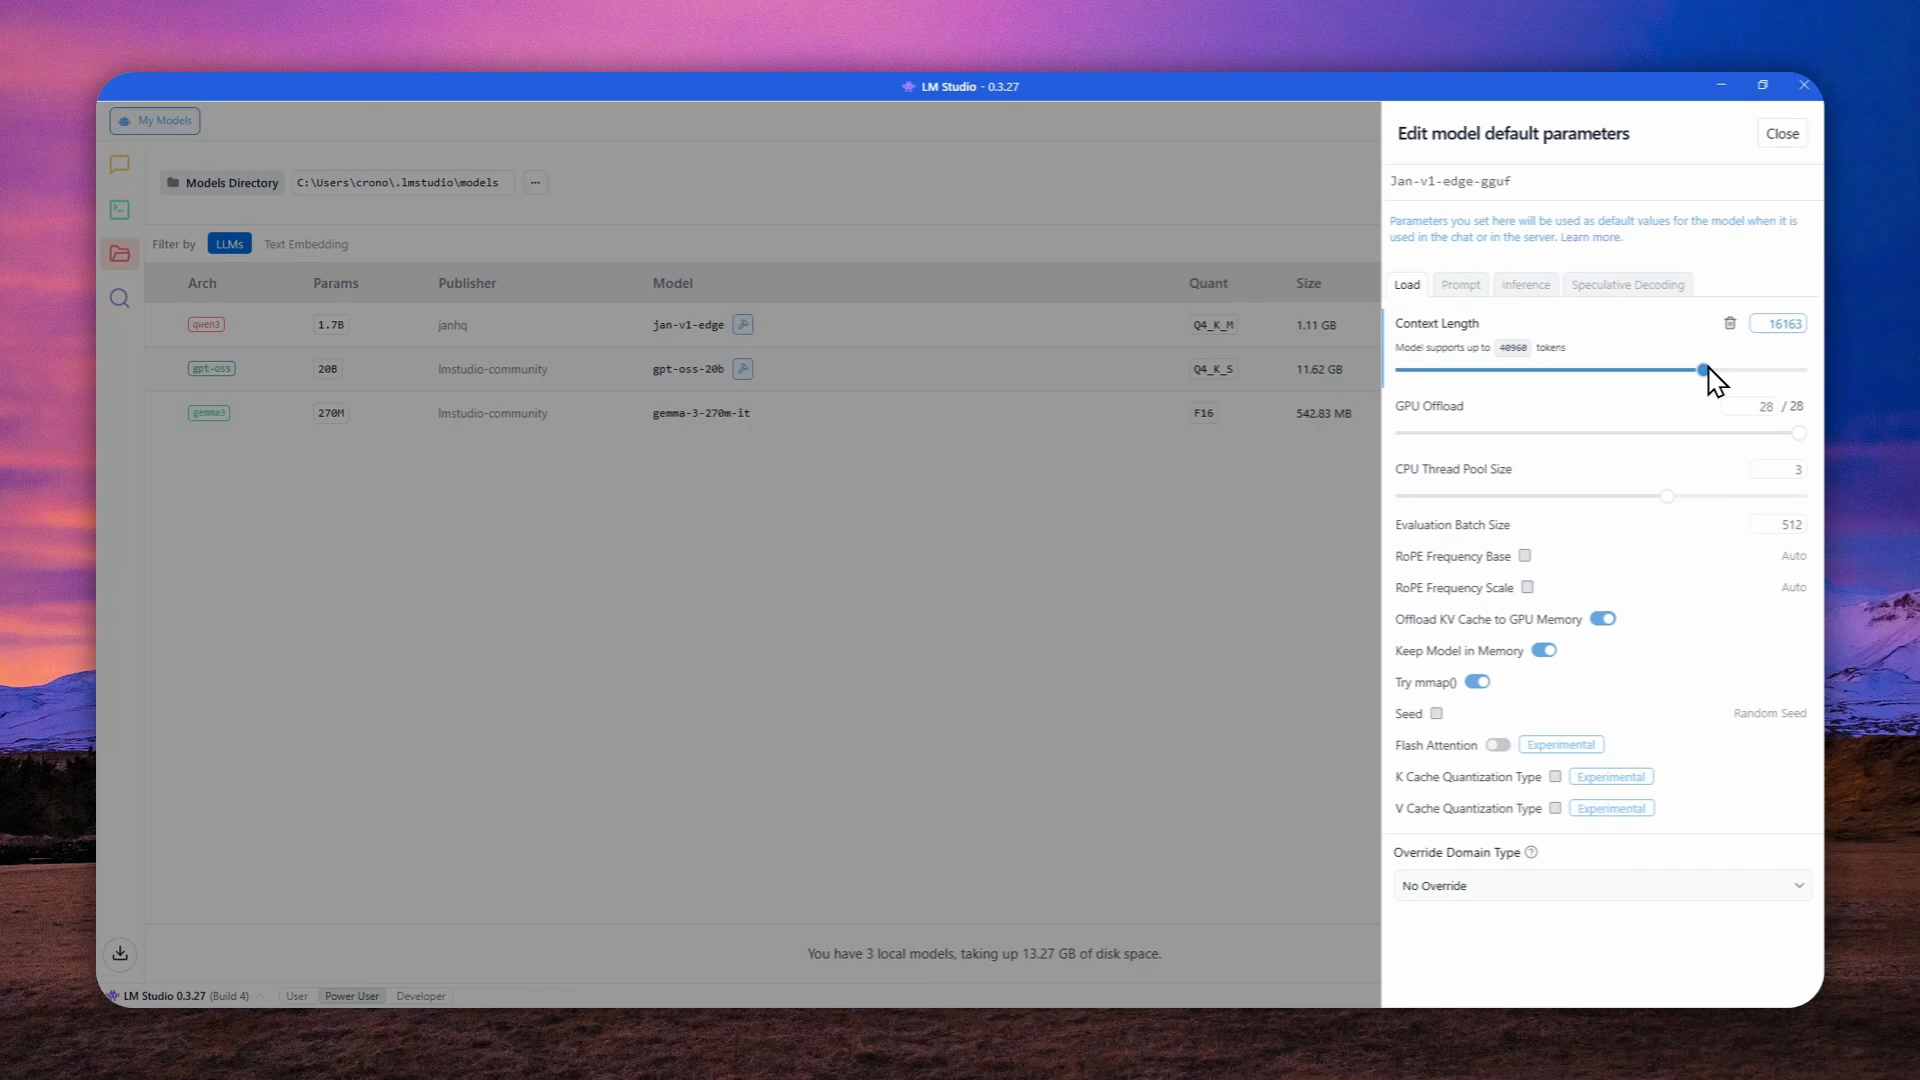 LM Studio - 0.3.27
My Models
Models Directory C:\Users\crono\.lmstudio\models ...
Filter by LLMs Text Embedding
Arch Params Publisher Model Quant Size
qwen3 1.7B janhq jan-v1-edge Q4_K_M 1.11 GB
gpt-oss 20B lmstudio-community gpt-oss-20b Q4_K_S 11.62 GB
gemma3 270M lmstudio-community gemma-3-270m-it F16 542.83 MB
You have 3 local models, taking up 13.27 GB of disk space.
LM Studio 0.3.27 (Build 4) User Power User Developer
Edit model default parameters Close
Jan-v1-edge-gguf
Parameters you set here will be used as default values for the model when it is
used in the chat or in the server. Learn more.
Load Prompt Inference Speculative Decoding
Context Length 16163
Model supports up to 40960 tokens
GPU Offload 28 / 28
CPU Thread Pool Size 3
Evaluation Batch Size 512
RoPE Frequency Base Auto
RoPE Frequency Scale Auto
Offload KV Cache to GPU Memory
Keep Model in Memory
Try mmap()
Seed Random Seed
Flash Attention Experimental
K Cache Quantization Type Experimental
V Cache Quantization Type Experimental
Override Domain Type ?
No Override